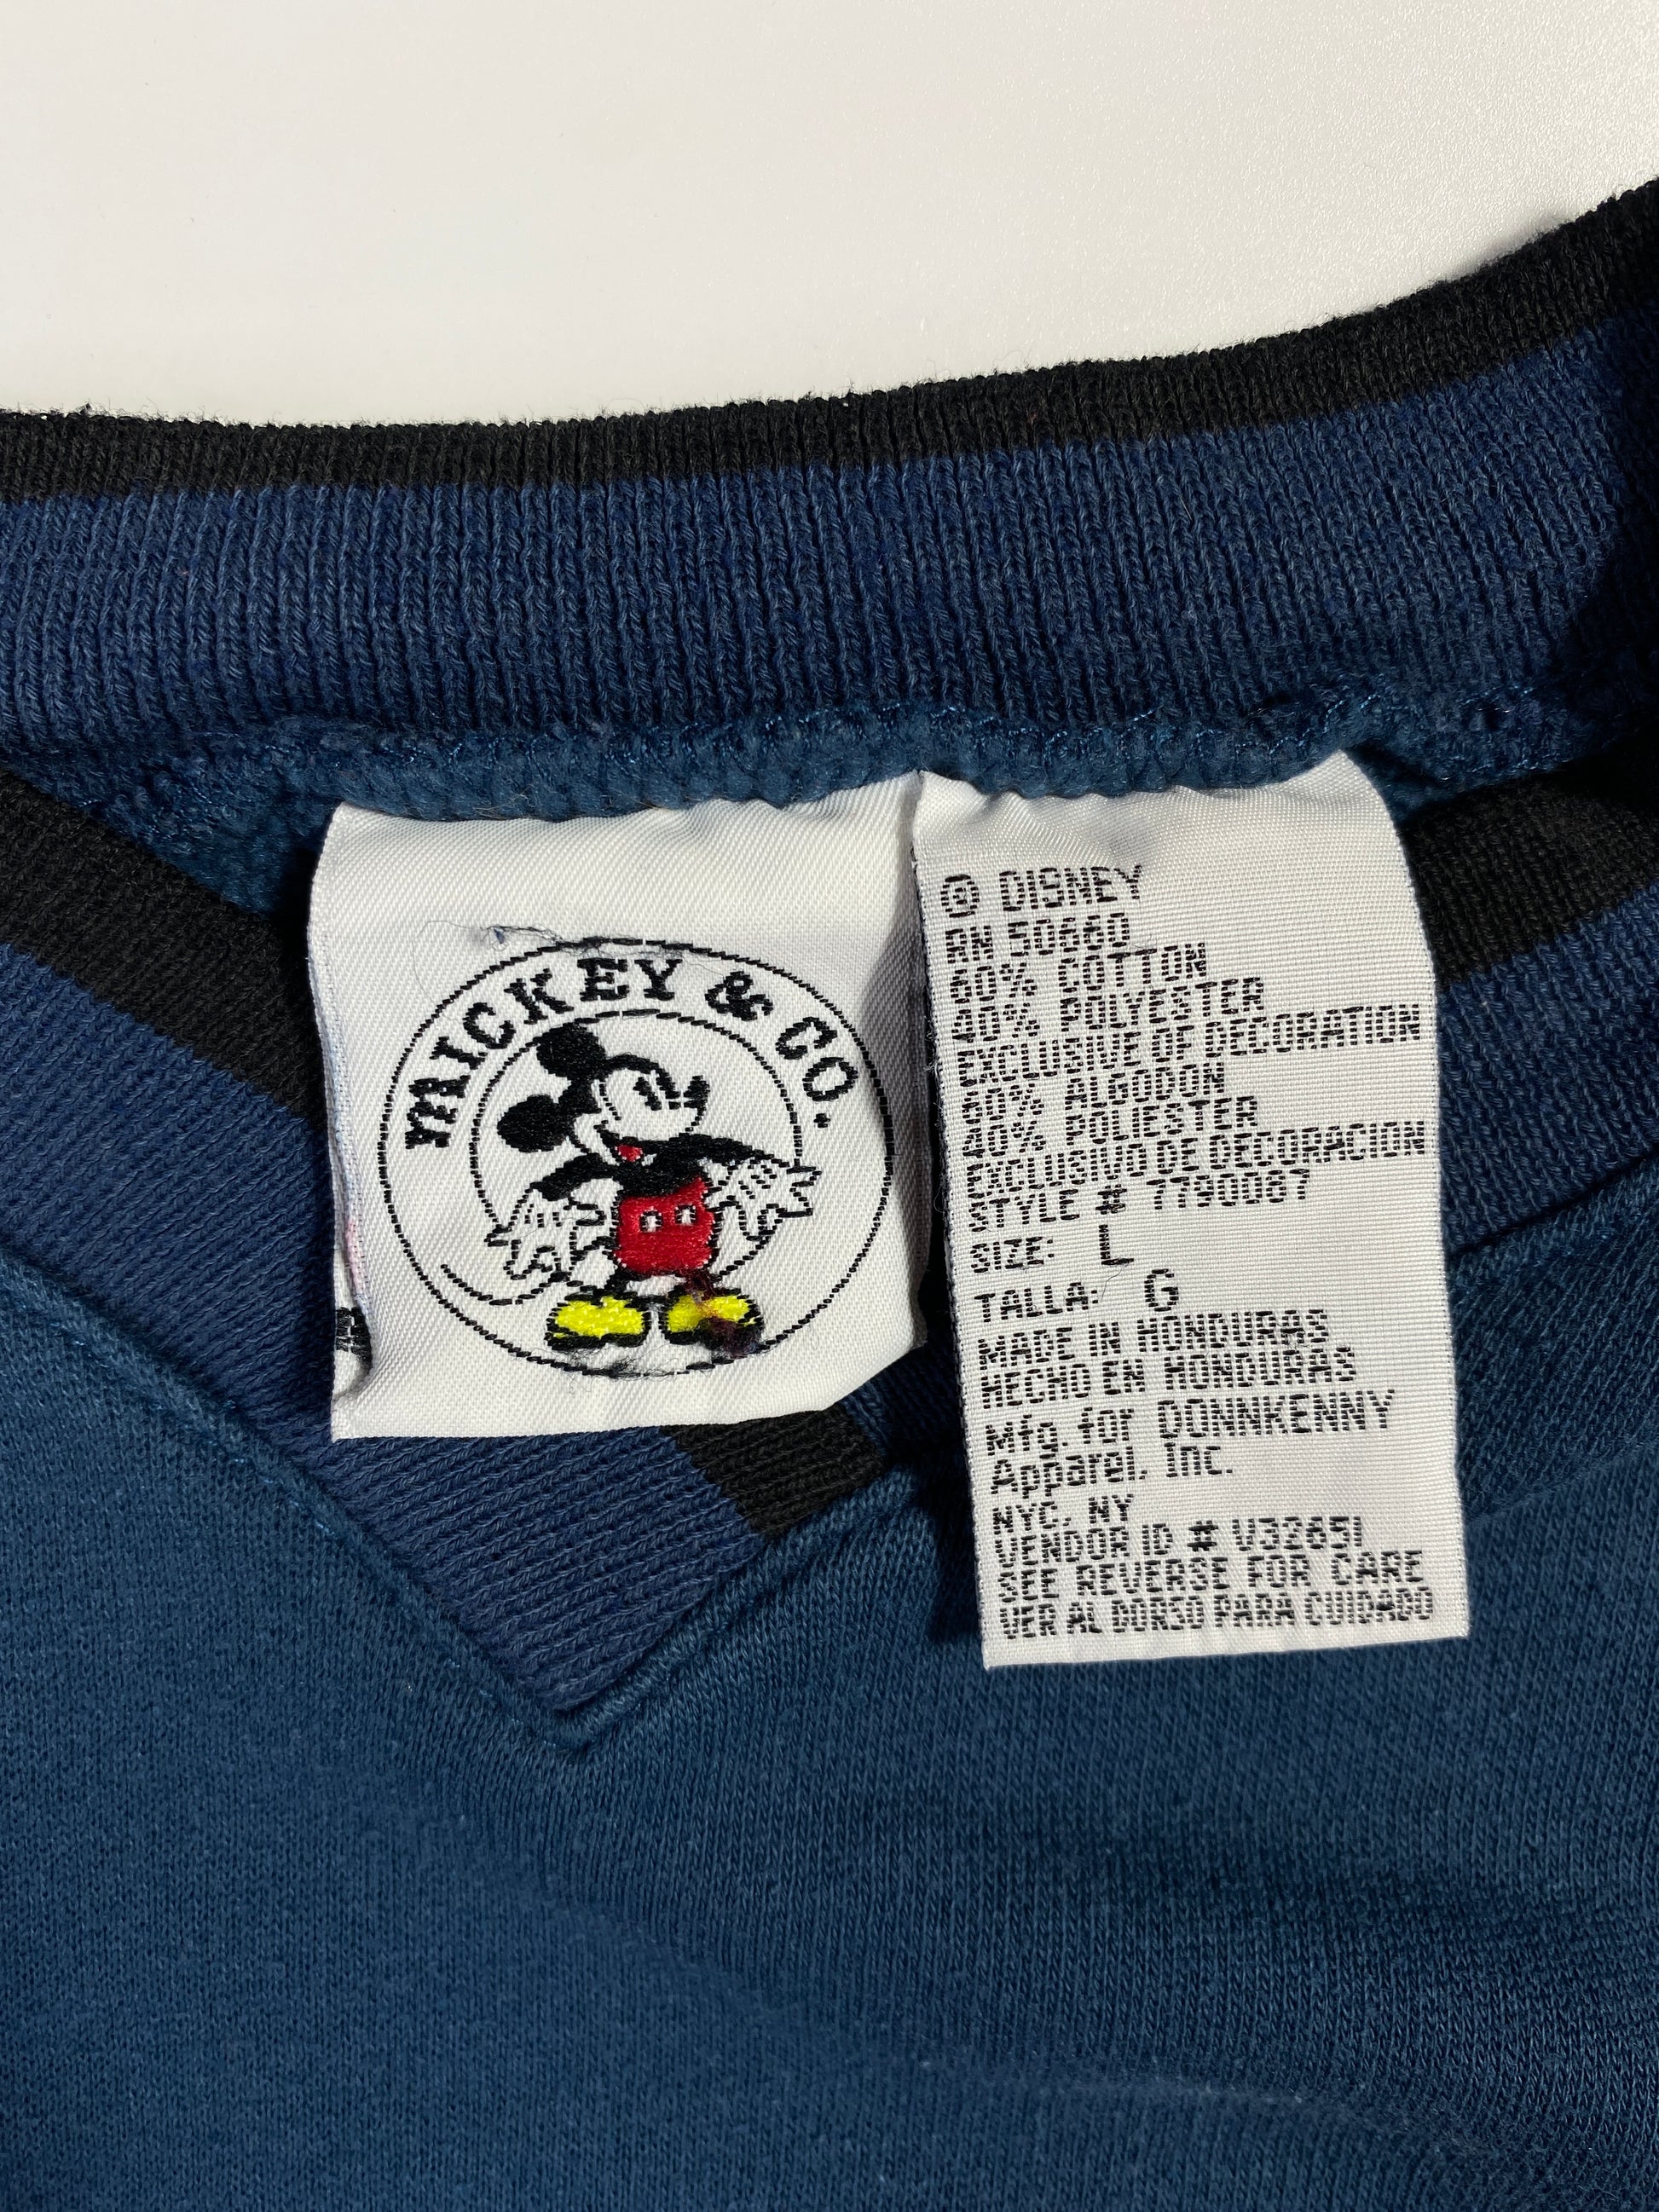 MICKEY & CO.
© DISNEY
RN 50660
60% COTTON
40% POLYESTER
EXCLUSIVE OF DECORATION
60% ALGODON
40% POLIESTER
EXCLUSIVO DE DECORACION
STYLE # 7790087
SIZE: L
TALLA: G
MADE IN HONDURAS
HECHO EN HONDURAS
Mfg. for DONNKENNY
Apparel, Inc.
NYC, NY
VENDOR ID # V32651
SEE REVERSE FOR CARE
VER AL DORSO PARA CUIDADO